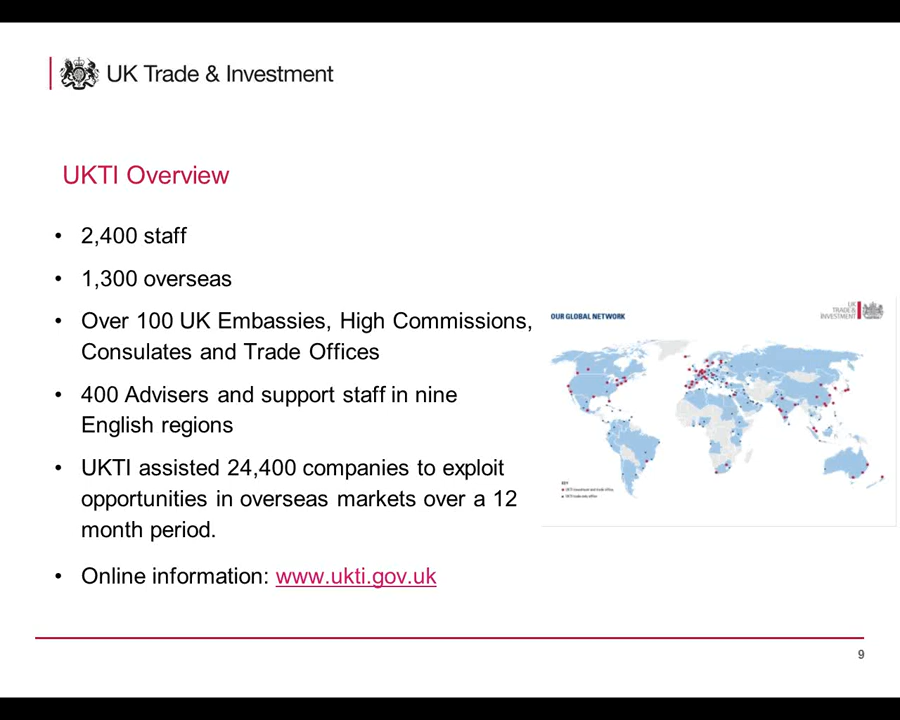 UK Trade & Investment
UKTI Overview
• 2,400 staff
• 1,300 overseas
• Over 100 UK Embassies, High Commissions,
Consulates and Trade Offices
• 400 Advisers and support staff in nine
English regions
• UKTI assisted 24,400 companies to exploit
opportunities in overseas markets over a 12
month period.
• Online information: www.ukti.gov.uk
OUR GLOBAL NETWORK
UK
TRADE &
INVESTMENT
KEY
9